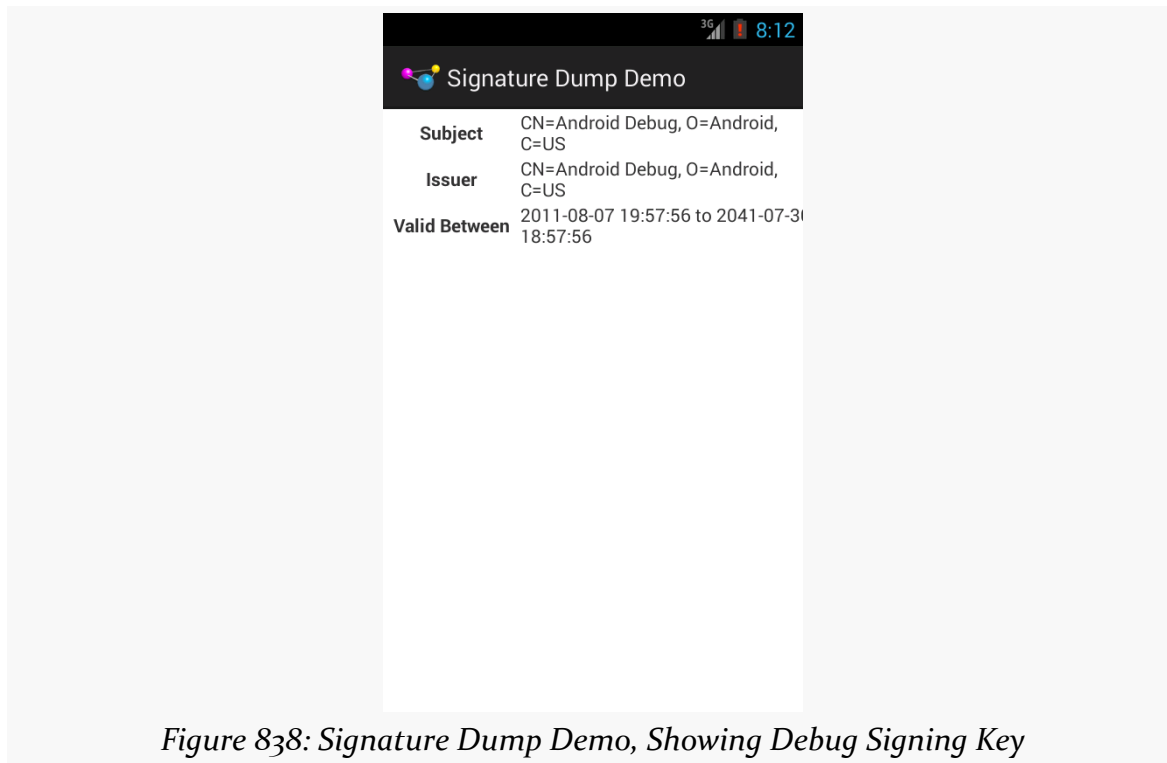 3G 8:12
Signature Dump Demo
Subject CN=Android Debug, O=Android,
C=US
Issuer CN=Android Debug, O=Android,
C=US
Valid Between 2011-08-07 19:57:56 to 2041-07-30
18:57:56
Figure 838: Signature Dump Demo, Showing Debug Signing Key